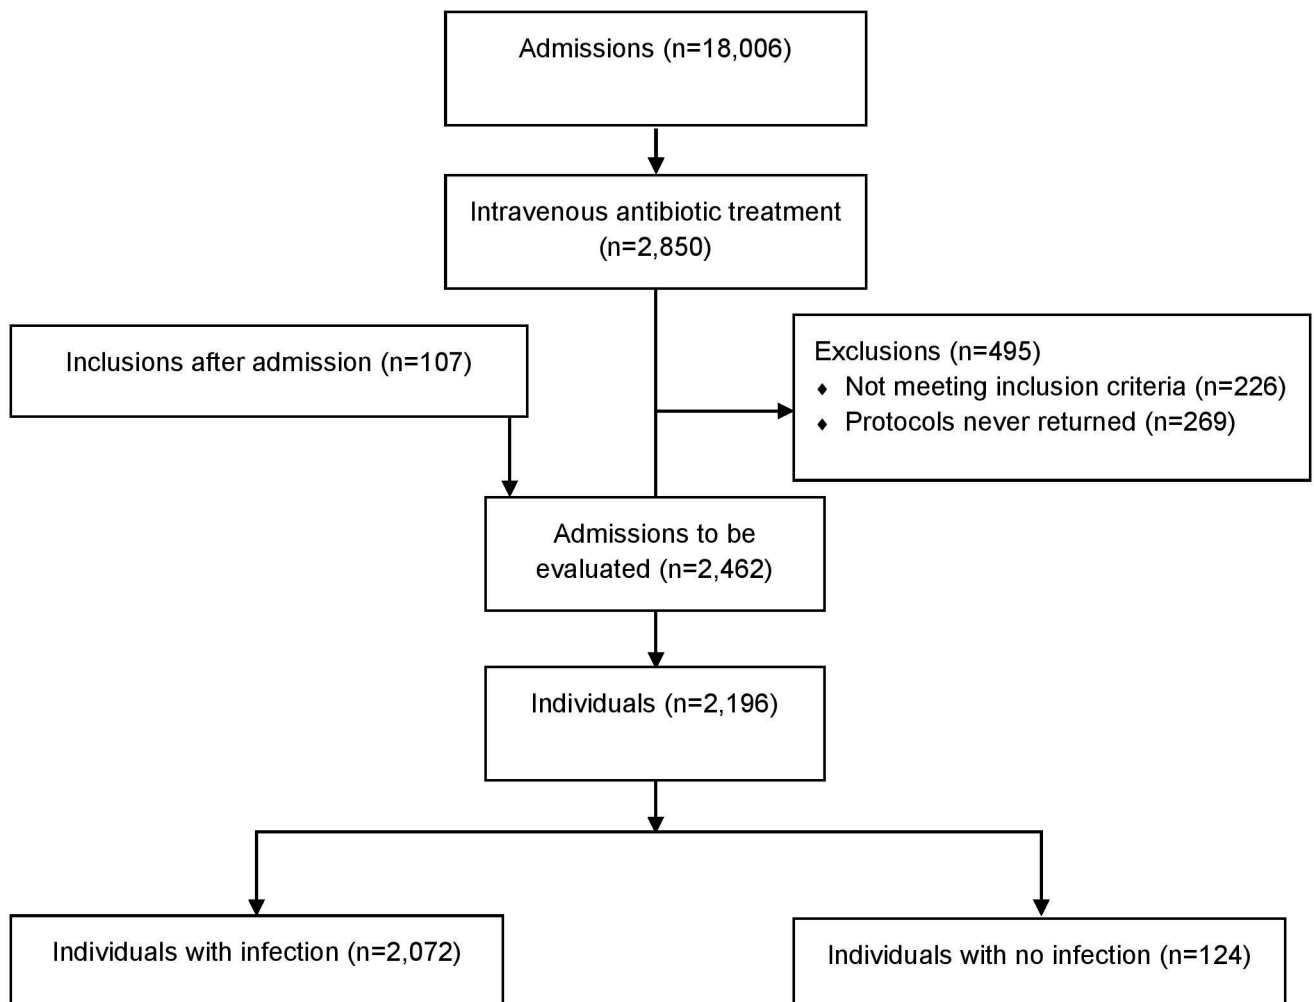 Admissions (n=18,006)
Intravenous antibiotic treatment
(n=2,850)
Inclusions after admission (n=107)
Exclusions (n=495)
♦ Not meeting inclusion criteria (n=226)
♦ Protocols never returned (n=269)
Admissions to be
evaluated (n=2,462)
Individuals (n=2,196)
Individuals with infection (n=2,072)
Individuals with no infection (n=124)